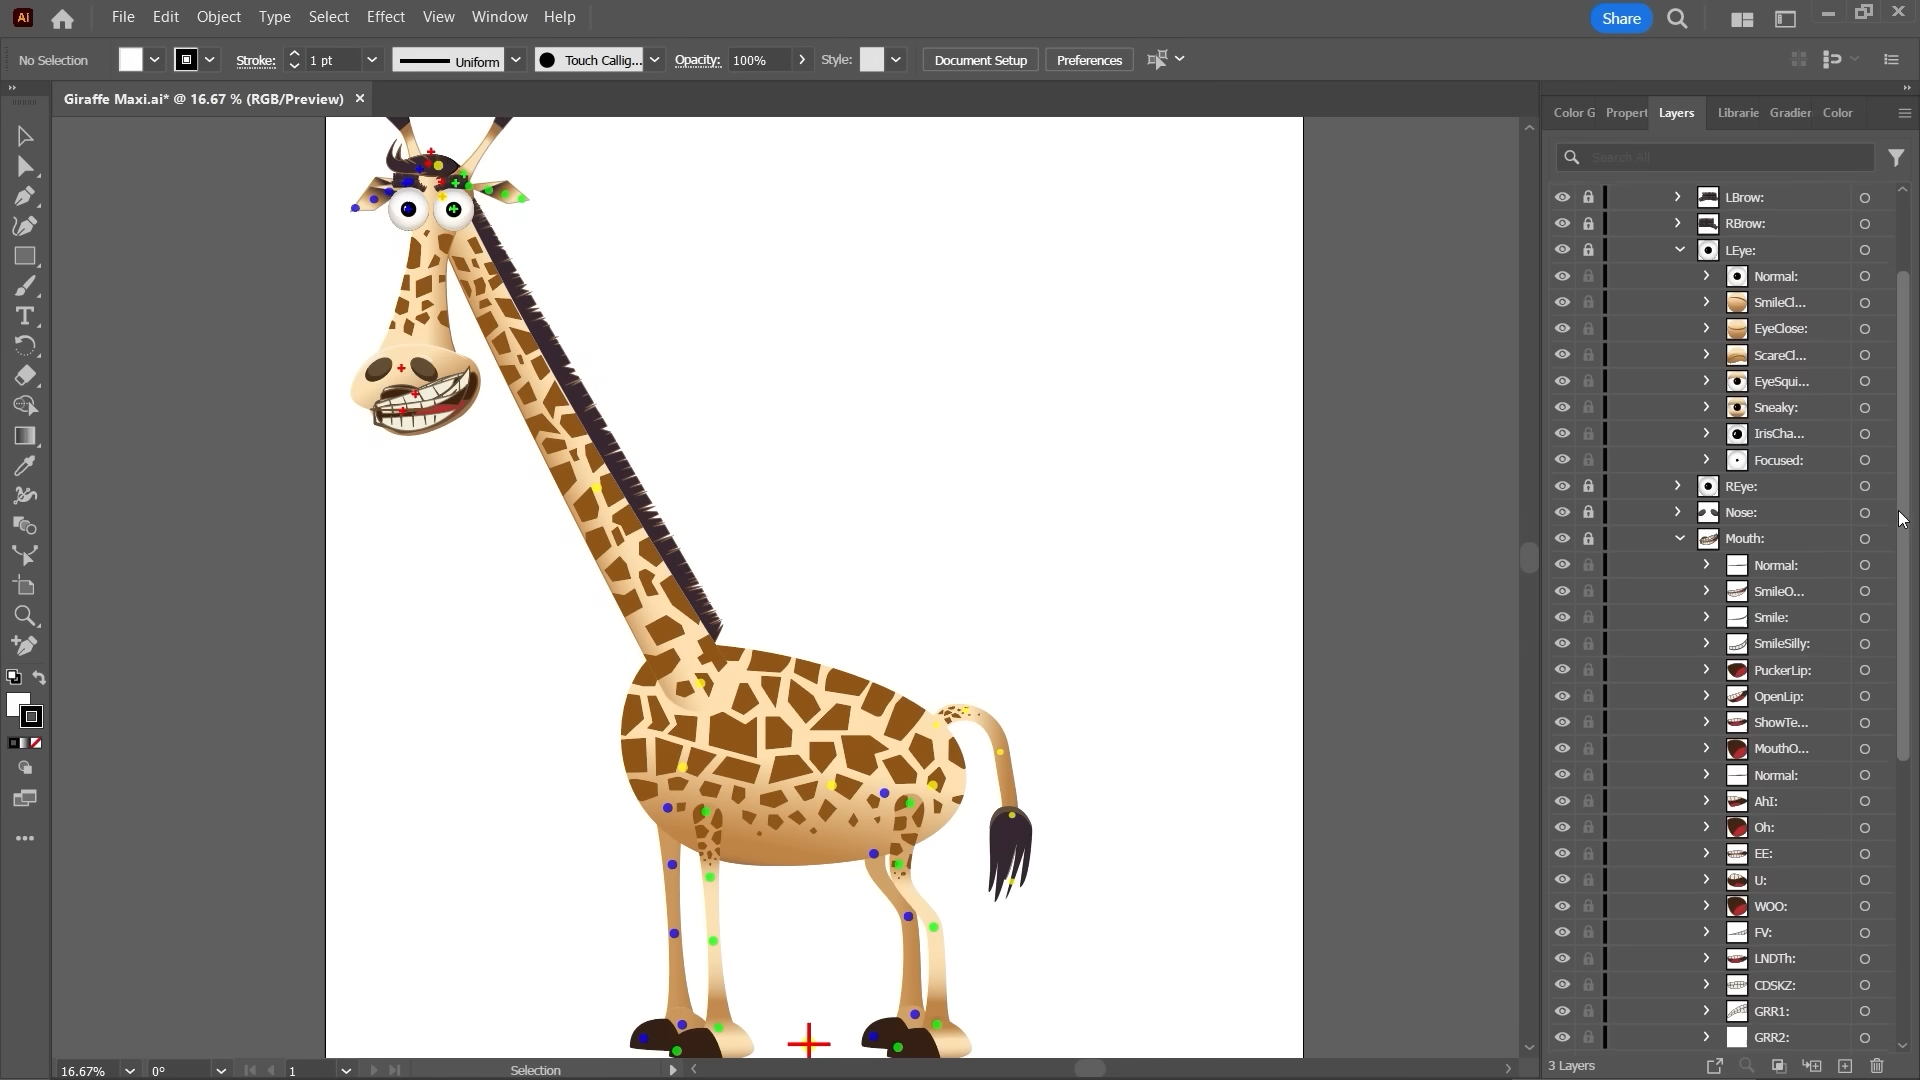 Ai File Edit Object Type Select Effect View Window Help Share
No Selection Stroke: 1 pt Uniform Touch Callig... Opacity: 100% Style: Document Setup Preferences
Giraffe Maxi.ai* @ 16.67 % (RGB/Preview)
Color G Propert Layers Librarie Gradier Color
Search All
LBrow:
RBrow:
LEye:
Normal:
SmileCl...
EyeClose:
ScareCl...
EyeSqui...
Sneaky:
IrisCha...
Focused:
REye:
Nose:
Mouth:
Normal:
SmileO...
Smile:
SmileSilly:
PuckerLip:
OpenLip:
ShowTe...
MouthO...
Normal:
AhI:
Oh:
EE:
U:
WOO:
FV:
LNDTh:
CDSKZ:
GRR1:
GRR2:
3 Layers
16.67% 0° 1 Selection